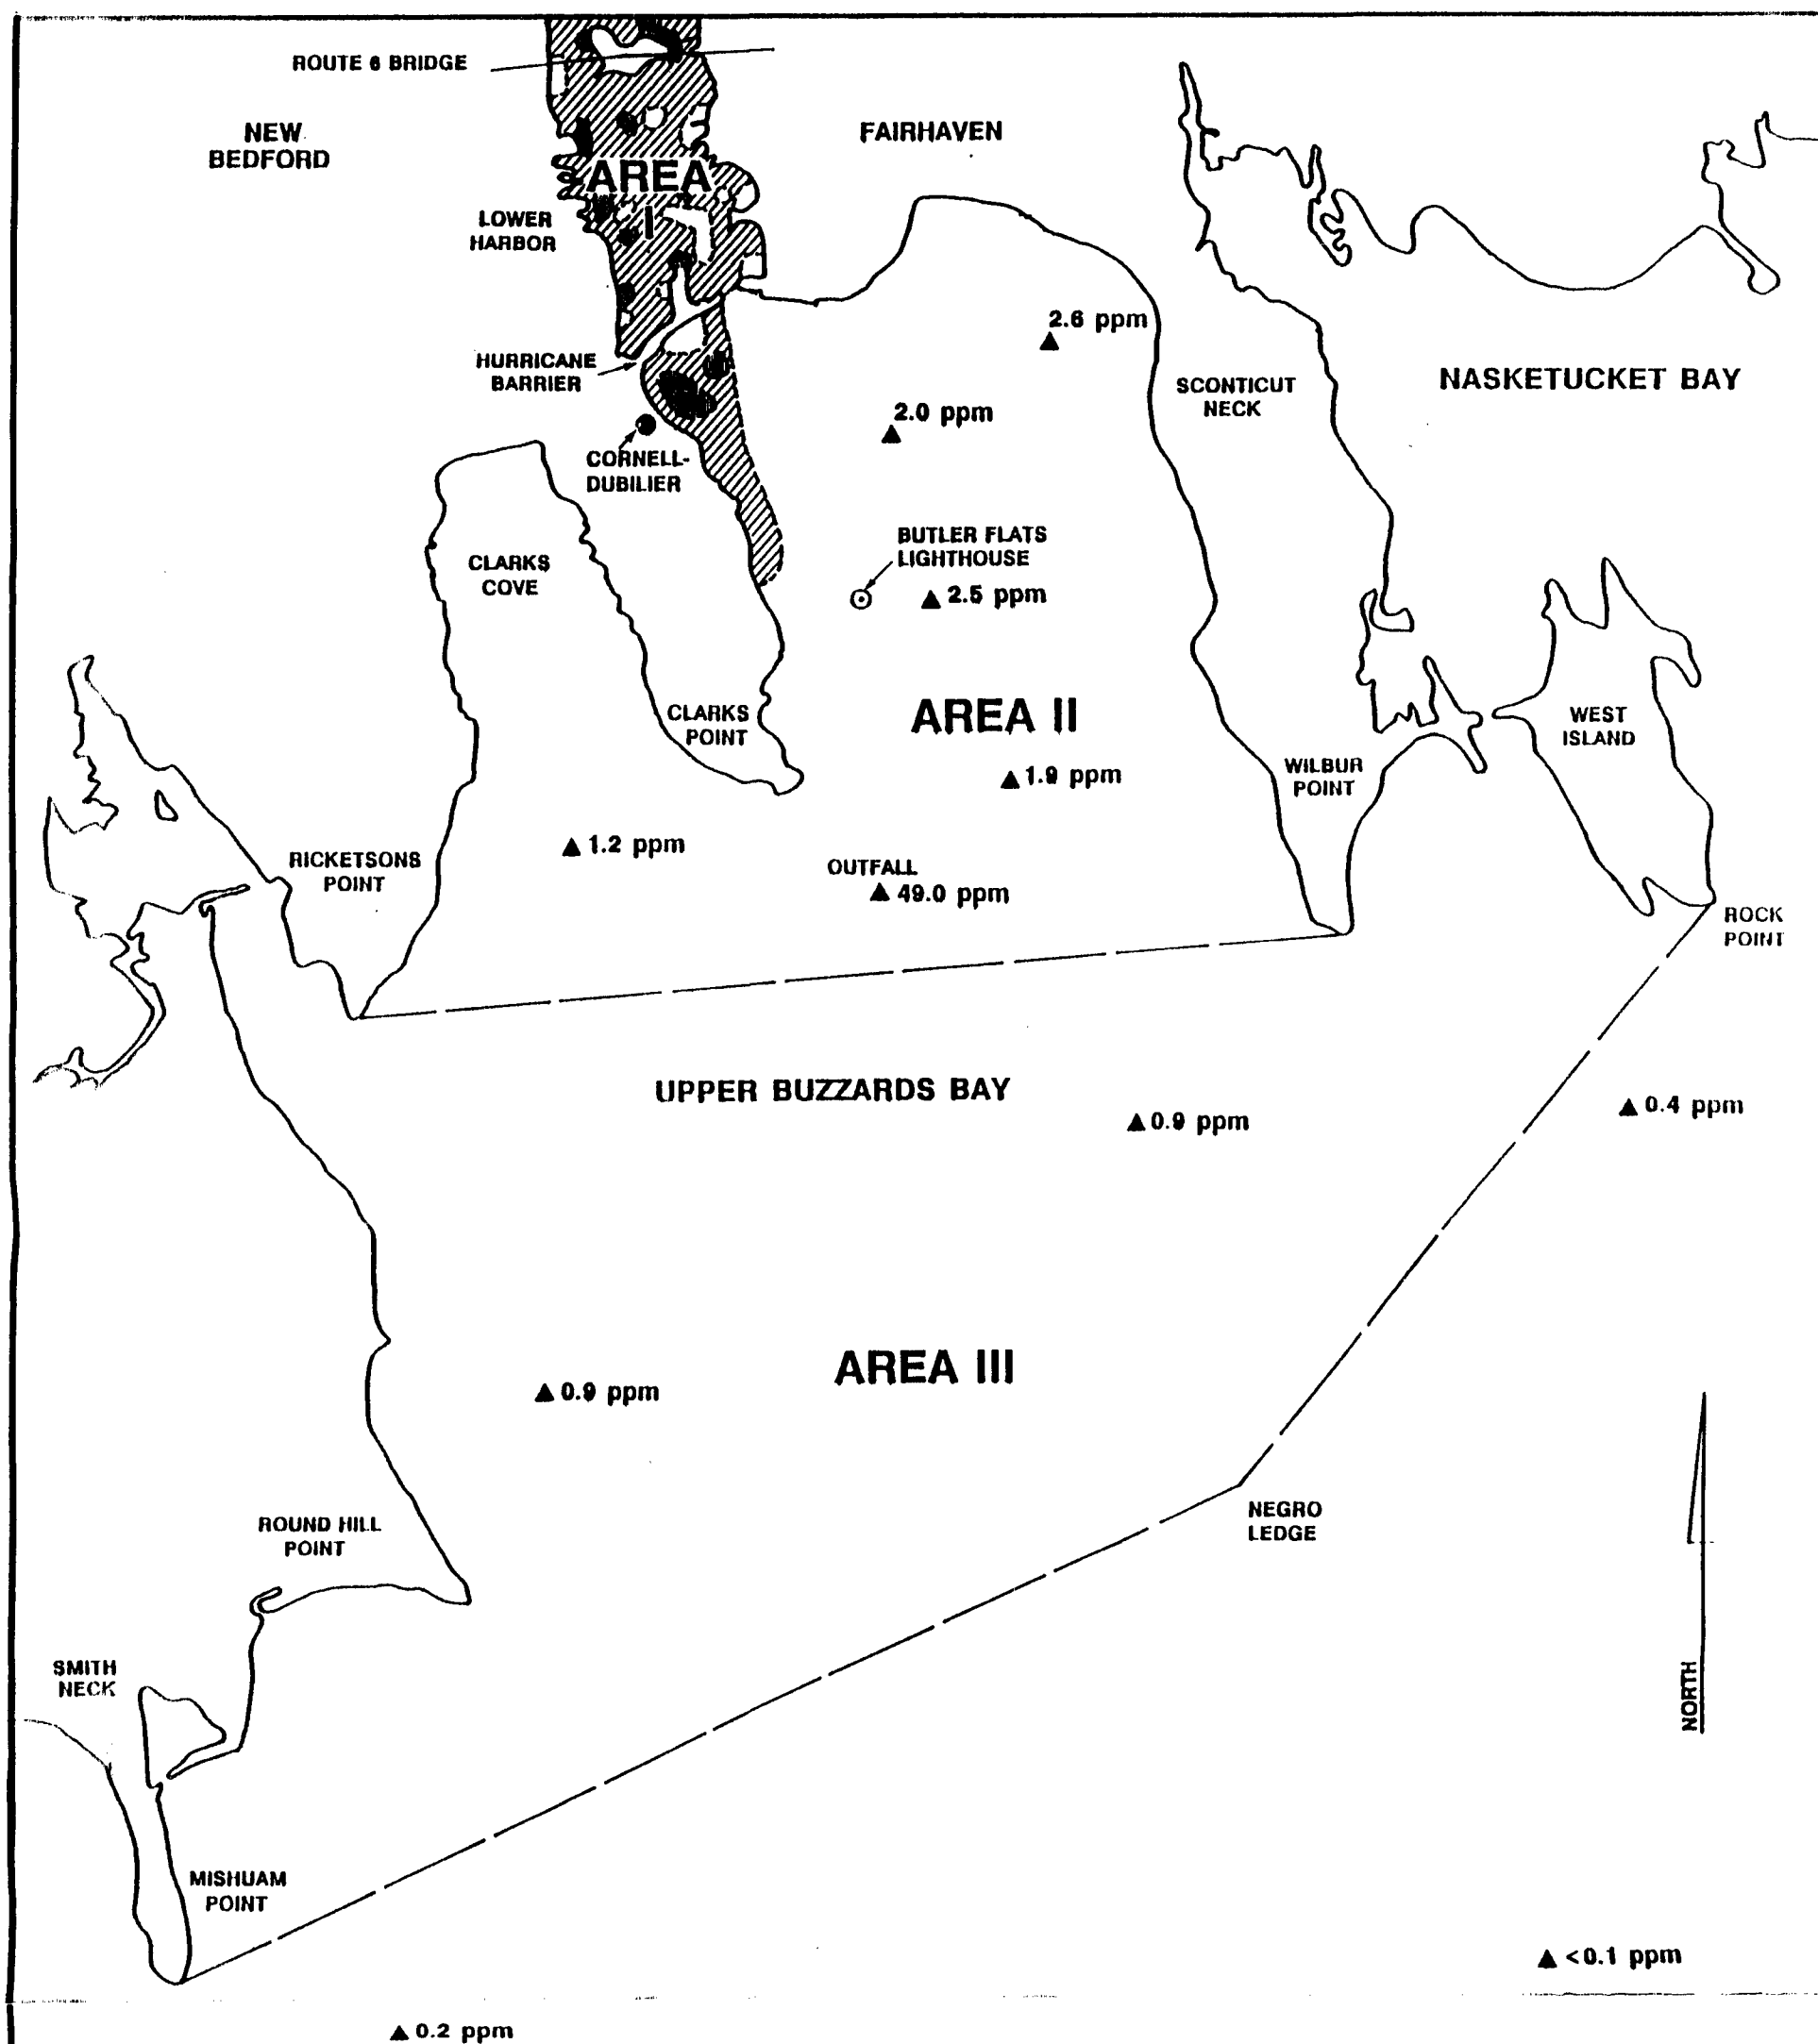 ROUTE 6 BRIDGE
NEW
BEDFORD
FAIRHAVEN
AREA
I
LOWER
HARBOR
2.6 ppm
HURRICANE
BARRIER
SCONTICUT
NECK
NASKETUCKET BAY
2.0 ppm
CORNELL-
DUBILIER
BUTLER FLATS
LIGHTHOUSE
2.5 ppm
CLARKS
COVE
CLARKS
POINT
AREA II
WEST
ISLAND
WILBUR
POINT
1.9 ppm
1.2 ppm
RICKETSONS
POINT
OUTFALL
49.0 ppm
ROCK
POINT
UPPER BUZZARDS BAY
0.9 ppm
0.4 ppm
AREA III
0.9 ppm
NEGRO
LEDGE
ROUND HILL
POINT
SMITH
NECK
NORTH
MISHUAM
POINT
<0.1 ppm
0.2 ppm